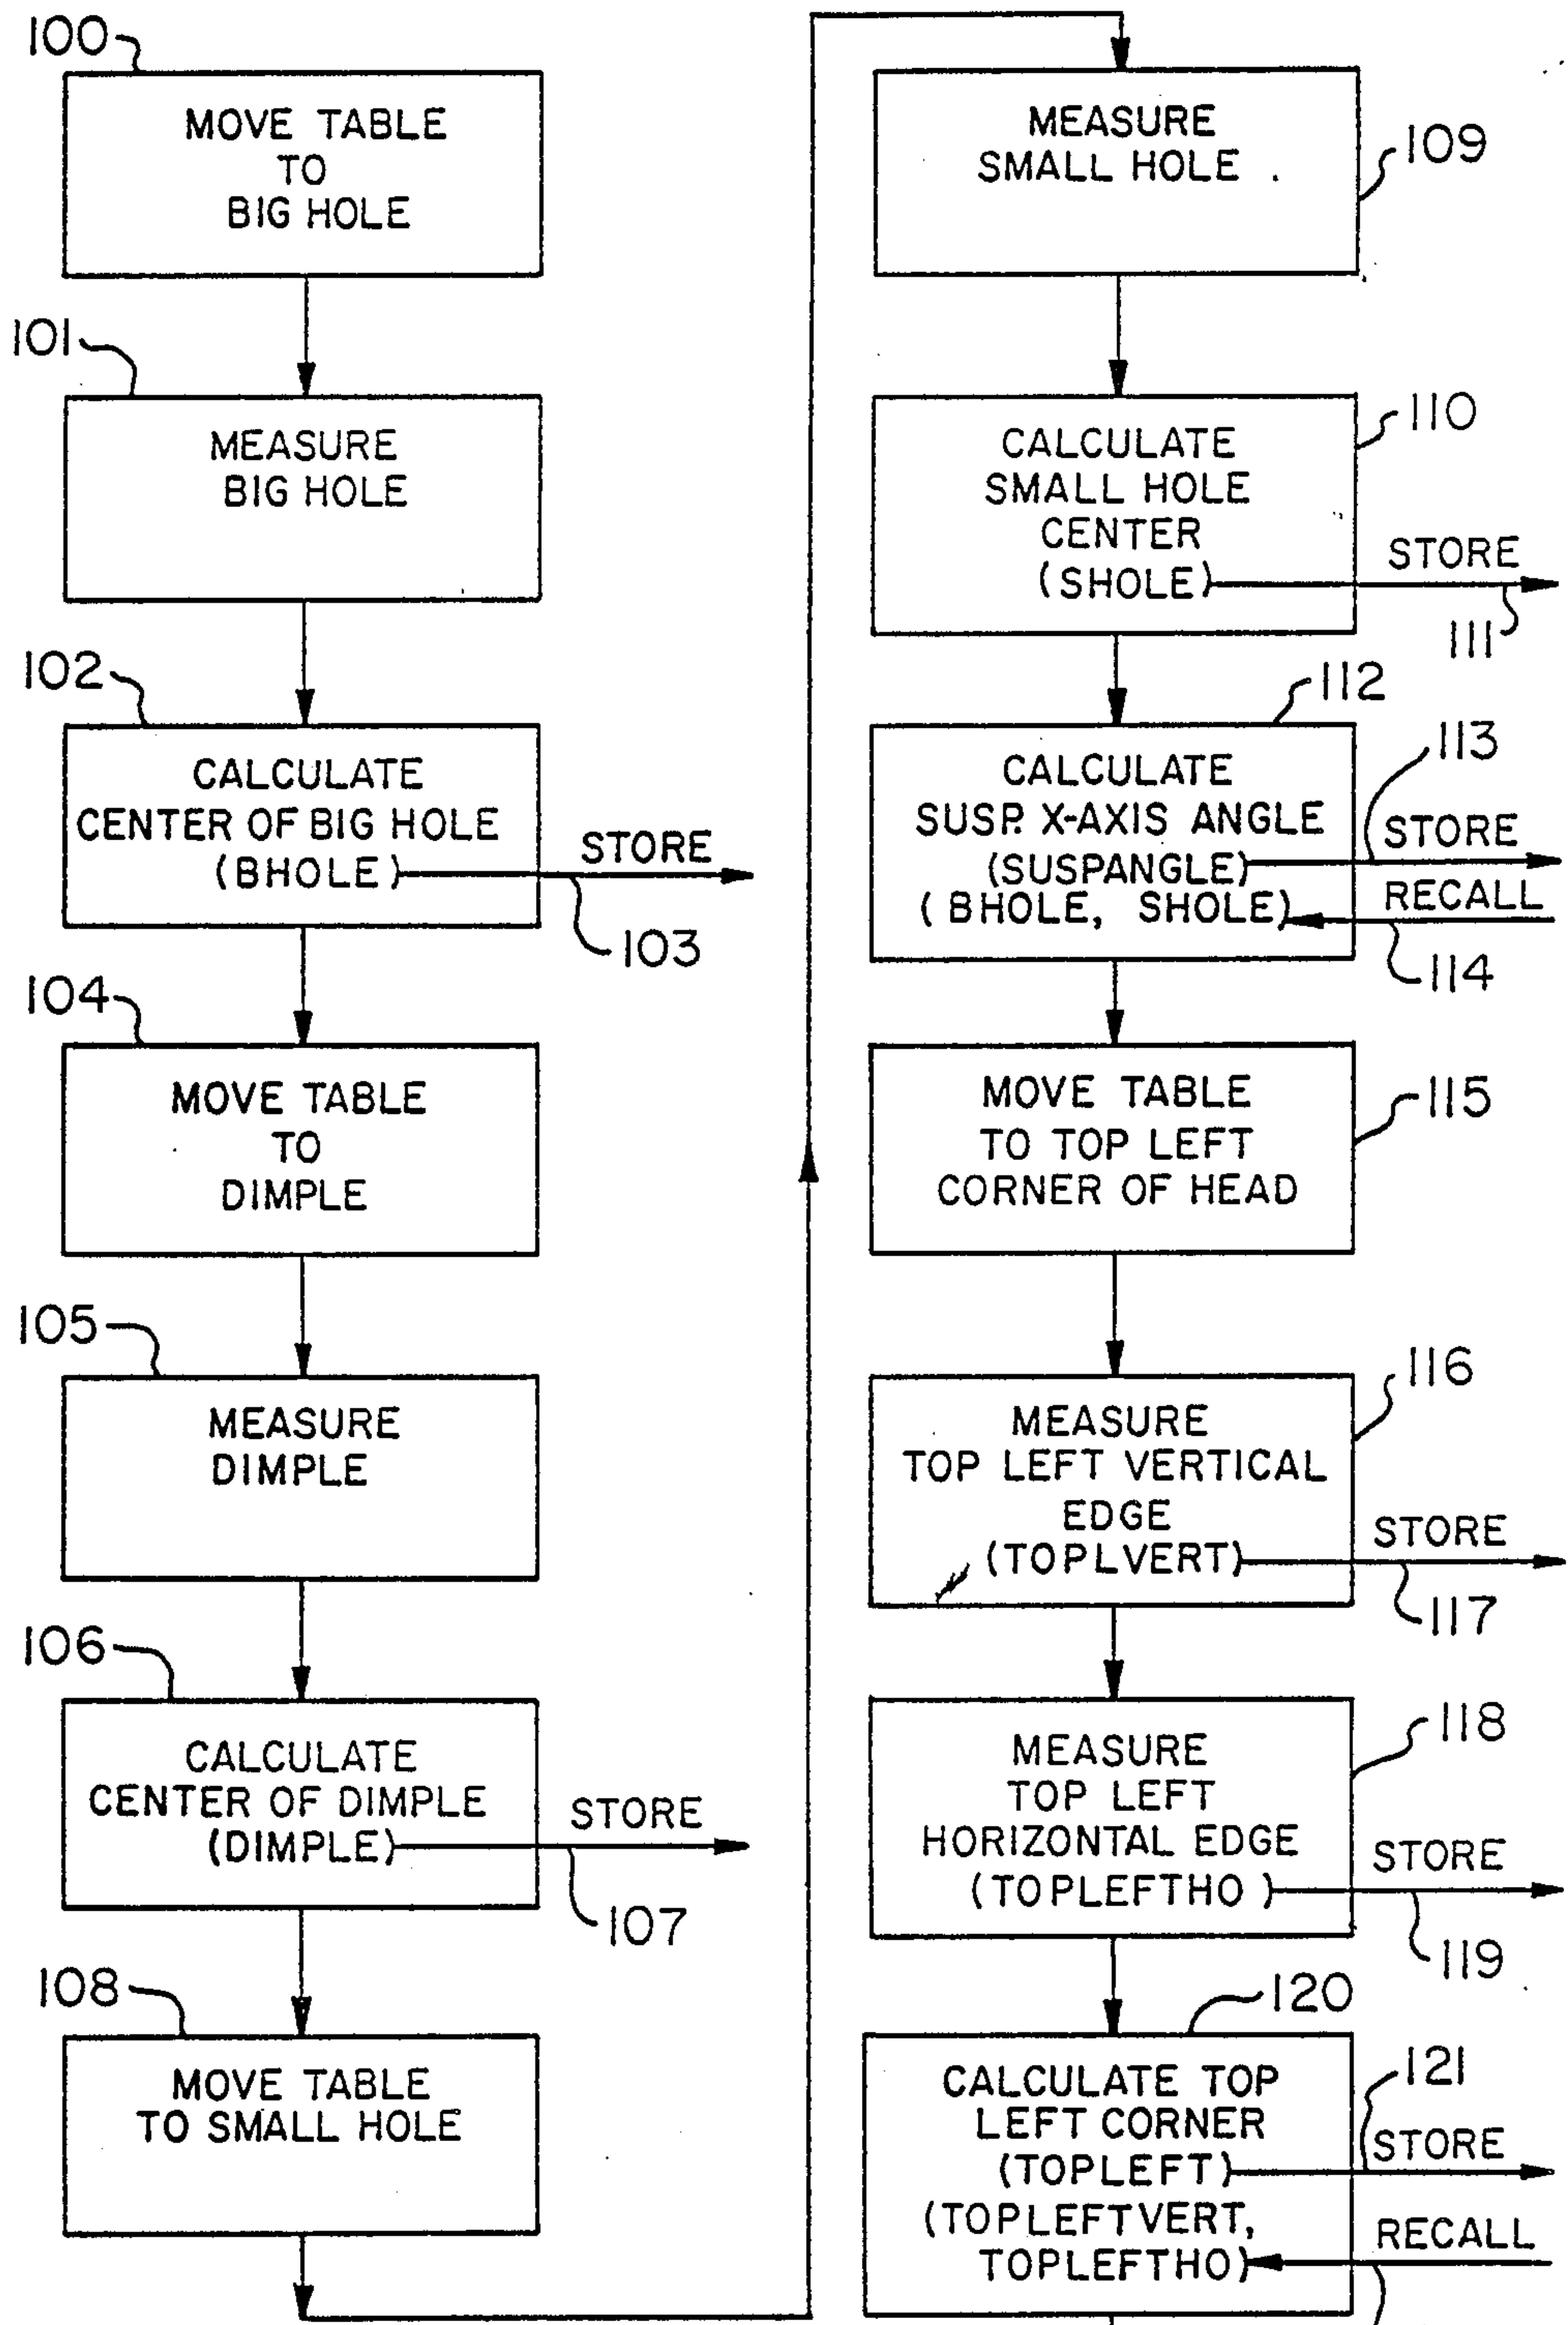 100
MOVE TABLE
TO
BIG HOLE
101
MEASURE
BIG HOLE
102
CALCULATE
CENTER OF BIG HOLE
(BHOLE)
STORE
103
104
MOVE TABLE
TO
DIMPLE
105
MEASURE
DIMPLE
106
CALCULATE
CENTER OF DIMPLE
(DIMPLE)
STORE
107
108
MOVE TABLE
TO SMALL HOLE
MEASURE
SMALL HOLE
109
110
CALCULATE
SMALL HOLE
CENTER
(SHOLE)
STORE
111
112
CALCULATE
SUSP. X-AXIS ANGLE
(SUSPANGLE)
(BHOLE, SHOLE)
113
STORE
RECALL
114
MOVE TABLE
TO TOP LEFT
CORNER OF HEAD
115
116
MEASURE
TOP LEFT VERTICAL
EDGE
(TOPLVERT)
STORE
117
118
MEASURE
TOP LEFT
HORIZONTAL EDGE
(TOPLEFTHO)
STORE
119
120
CALCULATE TOP
LEFT CORNER
(TOPLEFT)
(TOPLEFTVERT,
TOPLEFTHO)
121
STORE
RECALL